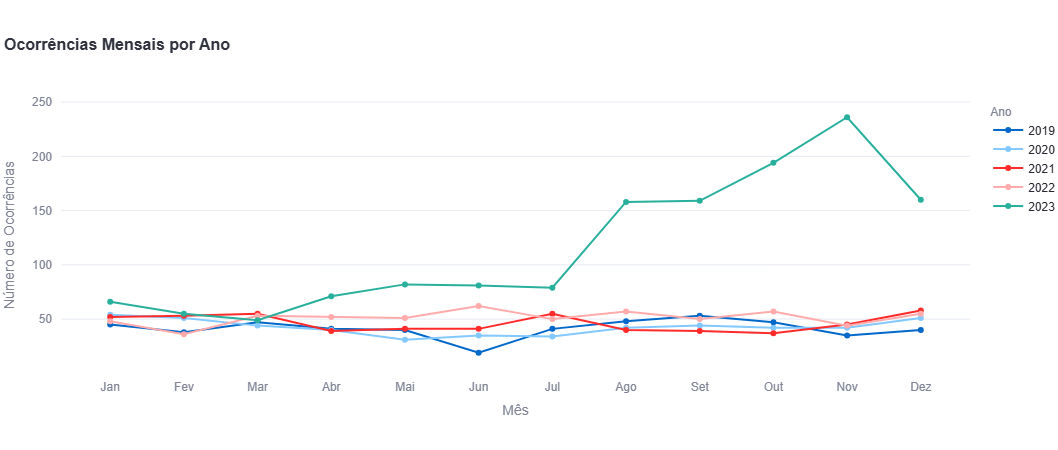 Ocorrências Mensais por Ano
Número de Ocorrências
250
200
150
100
50
Jan Fev Mar Abr Mai Jun Jul Ago Set Out Nov Dez
Mês
Ano
2019
2020
2021
2022
2023